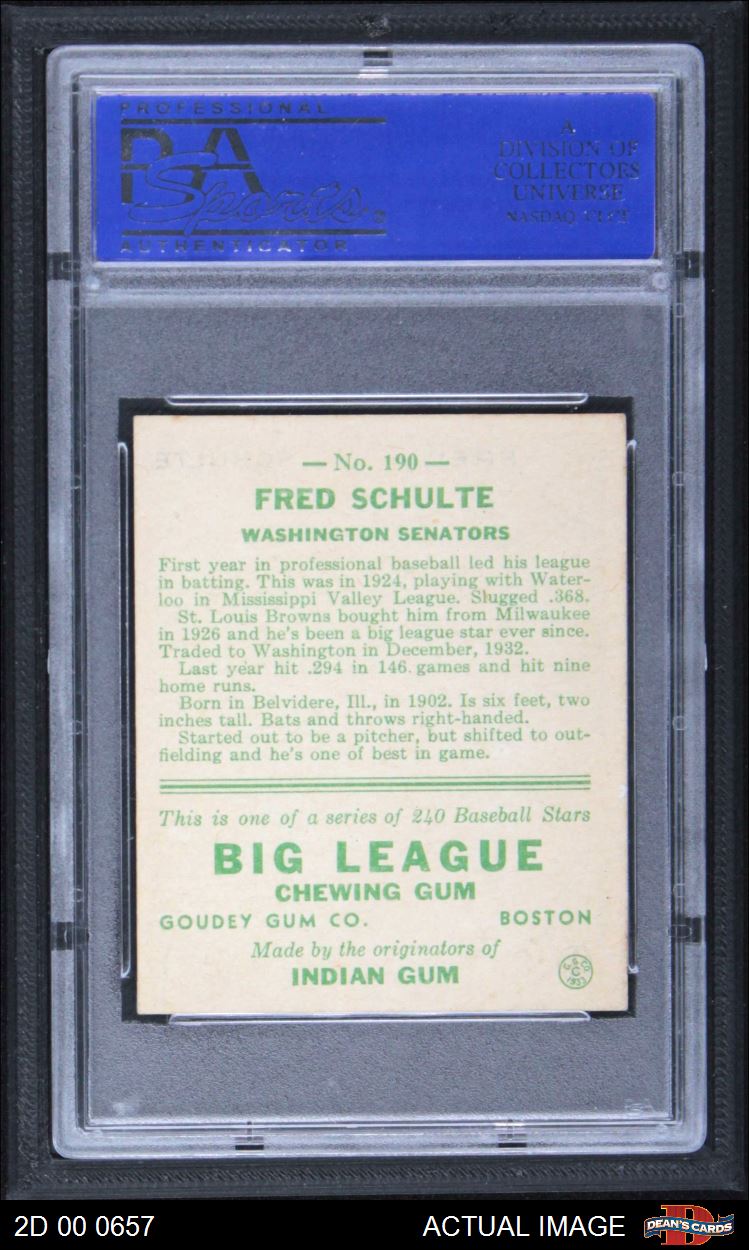 PROFESSIONAL
PSA
Sports
AUTHENTICATOR
A
DIVISION OF
COLLECTORS
UNIVERSE
NASDAQ: CLCT
— No. 190 —
FRED SCHULTE
WASHINGTON SENATORS
First year in professional baseball led his league
in batting. This was in 1924, playing with Water-
loo in Mississippi Valley League. Slugged .368.
St. Louis Browns bought him from Milwaukee
in 1926 and he's been a big league star ever since.
Traded to Washington in December, 1932.
Last year hit .294 in 146 games and hit nine
home runs.
Born in Belvidere, Ill., in 1902. Is six feet, two
inches tall. Bats and throws right-handed.
Started out to be a pitcher, but shifted to out-
fielding and he's one of best in game.
This is one of a series of 240 Baseball Stars
BIG LEAGUE
CHEWING GUM
GOUDEY GUM CO. BOSTON
Made by the originators of
INDIAN GUM
G. G. CO.
C
1933
2D 00 0657 ACTUAL IMAGE
DEAN'S CARDS